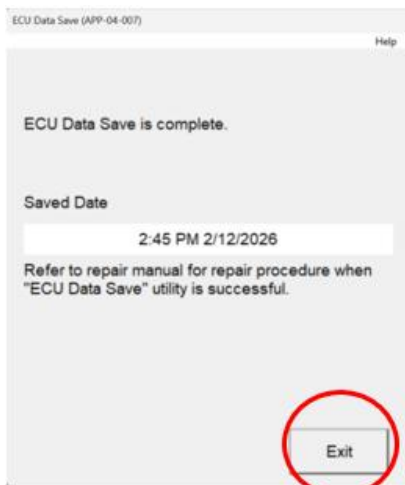 ECU Data Save (APP-04-007)
Help
ECU Data Save is complete.
Saved Date
2:45 PM 2/12/2026
Refer to repair manual for repair procedure when
"ECU Data Save" utility is successful.
Exit